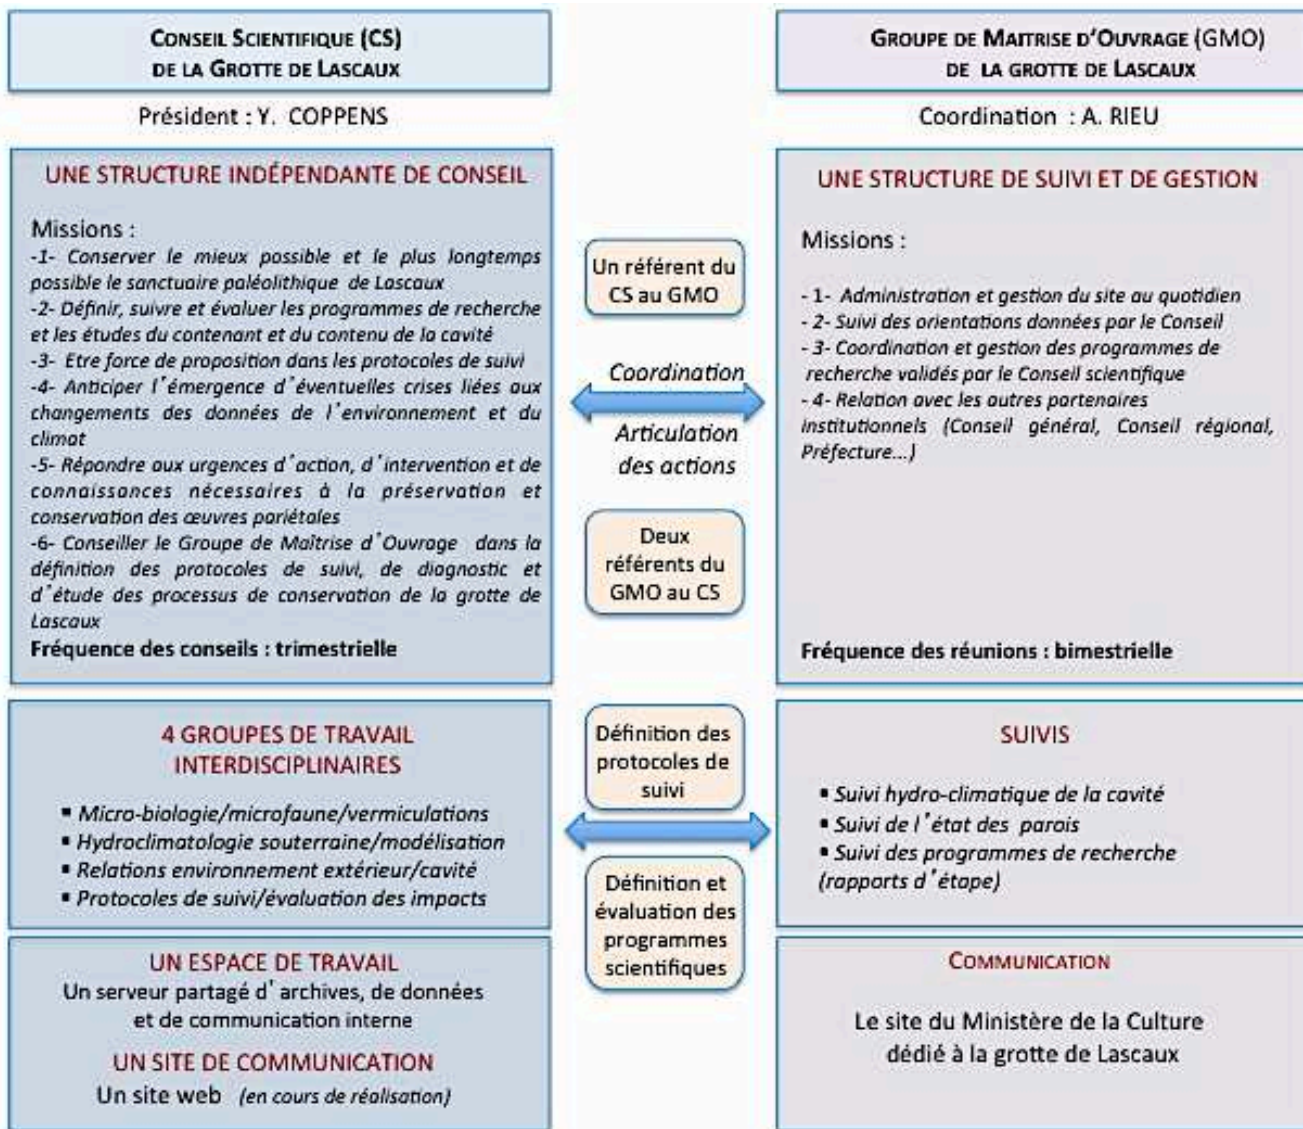 CONSEIL SCIENTIFIQUE (CS)
DE LA GROTTE DE LASCAUX
Président : Y. COPPENS
UNE STRUCTURE INDÉPENDANTE DE CONSEIL
Missions :
-1- Conserver le mieux possible et le plus longtemps
possible le sanctuaire paléolithique de Lascaux
-2- Définir, suivre et évaluer les programmes de recherche
et les études du contenant et du contenu de la cavité
-3- Etre force de proposition dans les protocoles de suivi
-4- Anticiper l'émergence d'éventuelles crises liées aux
changements des données de l'environnement et du
climat
-5- Répondre aux urgences d'action, d'intervention et de
connaissances nécessaires à la préservation et
conservation des œuvres pariétales
-6- Conseiller le Groupe de Maîtrise d'Ouvrage dans la
définition des protocoles de suivi, de diagnostic et
d'étude des processus de conservation de la grotte de
Lascaux
Fréquence des conseils : trimestrielle
4 GROUPES DE TRAVAIL
INTERDISCIPLINAIRES
▪ Micro-biologie/microfaune/vermiculations
▪ Hydroclimatologie souterraine/modélisation
▪ Relations environnement extérieur/cavité
▪ Protocoles de suivi/évaluation des impacts
UN ESPACE DE TRAVAIL
Un serveur partagé d'archives, de données
et de communication interne
UN SITE DE COMMUNICATION
Un site web (en cours de réalisation)
Un référent du
CS au GMO
Coordination
Articulation
des actions
Deux
référents du
GMO au CS
Définition des
protocoles de
suivi
Définition et
évaluation des
programmes
scientifiques
GROUPE DE MAITRISE D'OUVRAGE (GMO)
DE LA GROTTE DE LASCAUX
Coordination : A. RIEU
UNE STRUCTURE DE SUIVI ET DE GESTION
Missions :
- 1- Administration et gestion du site au quotidien
- 2- Suivi des orientations données par le Conseil
- 3- Coordination et gestion des programmes de
recherche validés par le Conseil scientifique
- 4- Relation avec les autres partenaires
institutionnels (Conseil général, Conseil régional,
Préfecture...)
Fréquence des réunions : bimestrielle
SUIVIS
▪ Suivi hydro-climatique de la cavité
▪ Suivi de l'état des parois
▪ Suivi des programmes de recherche
(rapports d'étape)
COMMUNICATION
Le site du Ministère de la Culture
dédié à la grotte de Lascaux